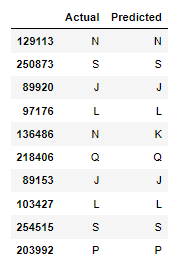 Actual Predicted
129113 N N
250873 S S
89920 J J
97176 L L
136486 N K
218406 Q Q
89153 J J
103427 L L
254515 S S
203992 P P